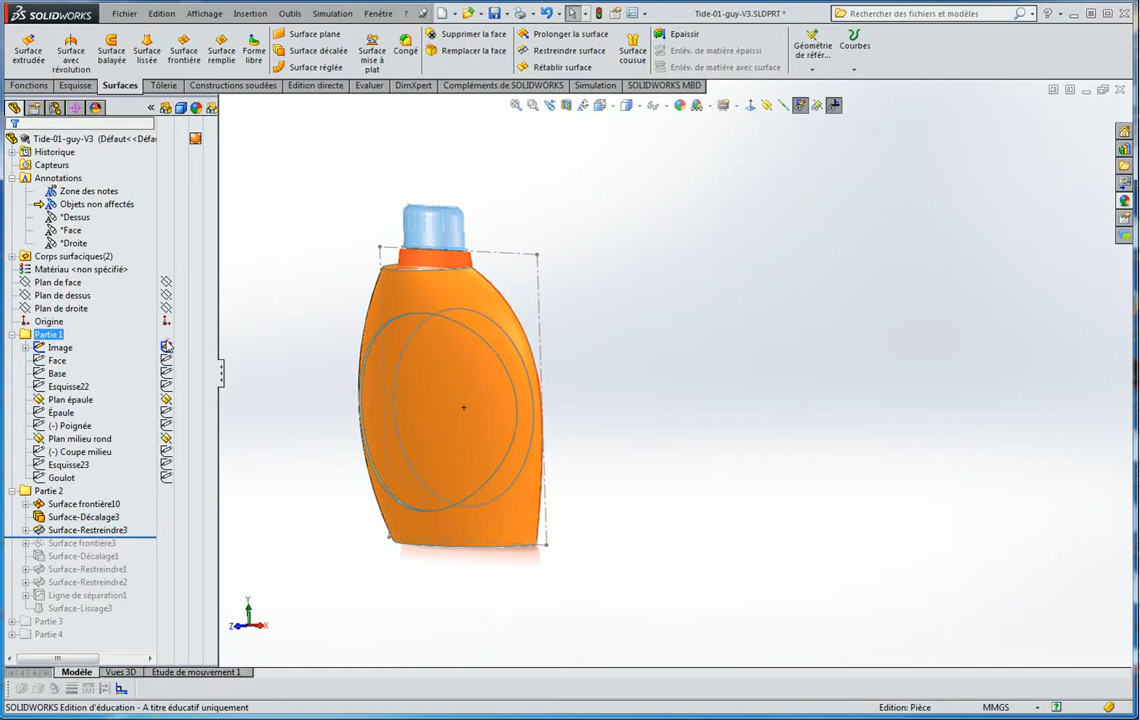 SOLIDWORKS
Fichier Edition Affichage Insertion Outils Simulation Fenêtre ?
Tide-01-guy-V3.SLDPRT *
Rechercher des fichiers et modèles
Surface extrudée
Surface avec révolution
Surface balayée
Surface lissée
Surface frontière
Surface remplie
Forme libre
Surface plane
Surface décalée
Surface réglée
Surface mise à plat
Congé
Supprimer la face
Remplacer la face
Prolonger la surface
Restreindre surface
Rétablir surface
Surface cousue
Epaissir
Enlèv. de matière épaissi
Enlèv. de matière avec surface
Géométrie de référ...
Courbes
Fonctions Esquisse Surfaces Tôlerie Constructions soudées Edition directe Evaluer DimXpert Compléments de SOLIDWORKS Simulation SOLIDWORKS MBD
Tide-01-guy-V3 (Défaut<<Défau
Historique
Capteurs
Annotations
Zone des notes
Objets non affectés
*Dessus
*Face
*Droite
Corps surfaciques(2)
Matériau <non spécifié>
Plan de face
Plan de dessus
Plan de droite
Origine
Partie 1
Image
Face
Base
Esquisse22
Plan épaule
Épaule
(-) Poignée
Plan milieu rond
(-) Coupe milieu
Esquisse23
Goulot
Partie 2
Surface frontière10
Surface-Décalage3
Surface-Restreindre3
Surface frontière3
Surface-Décalage1
Surface-Restreindre1
Surface-Restreindre2
Ligne de séparation1
Surface-Lissage3
Partie 3
Partie 4
Y
Z
X
Modèle Vues 3D Etude de mouvement 1
SOLIDWORKS Edition d'éducation - A titre éducatif uniquement
Edition: Pièce
MMGS